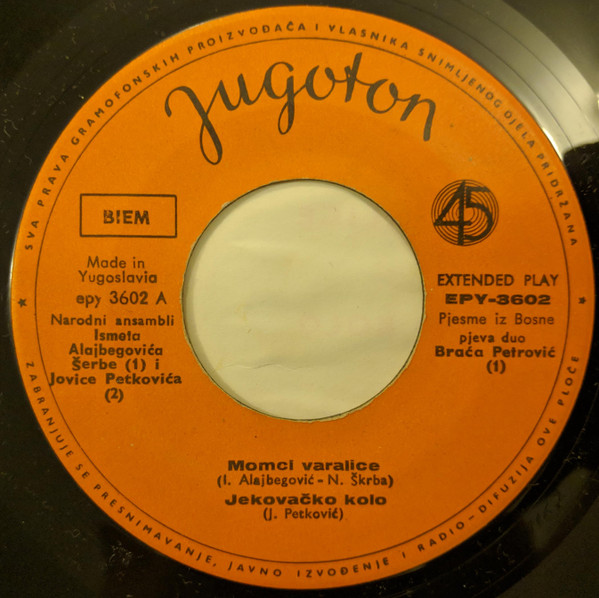 SVA PRAVA GRAMOFONSKIH PROIZVOĐAČA I VLASNIKA SNIMLJENOG DJELA PRIDRŽANA
Jugoton
BIEM
45
Made in
Yugoslavia
epy 3602 A
Narodni ansambli
Ismeta
Alajbegovića
Šerbe (1) i
Jovice Petkovića
(2)
EXTENDED PLAY
EPY-3602
Pjesme iz Bosne
pjeva duo
Braća Petrović
(1)
Momci varalice
(I. Alajbegović - N. Škrba)
Jekovačko kolo
(J. Petković)
ZABRANJUJE SE PRESNIMAVANJE, JAVNO IZVOĐENJE I RADIO-DIFUZIJA OVE PLOČE